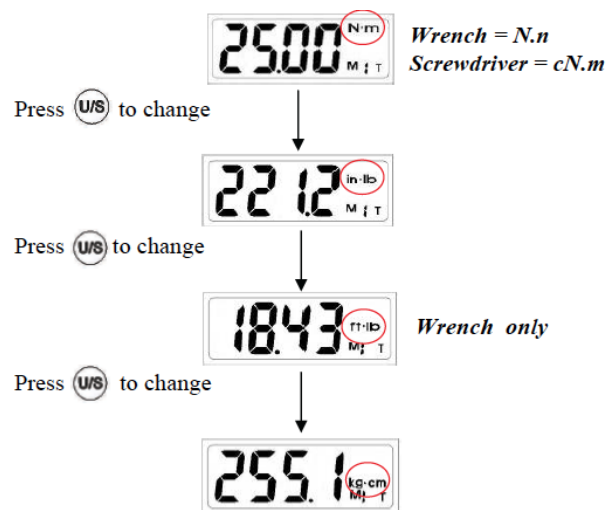 25.00 N·m
M T
Wrench = N.n
Screwdriver = cN.m
Press U/S to change
221.2 in·lb
M T
Press U/S to change
18.43 ft·lb
M T
Wrench only
Press U/S to change
255.1 kg·cm
M T